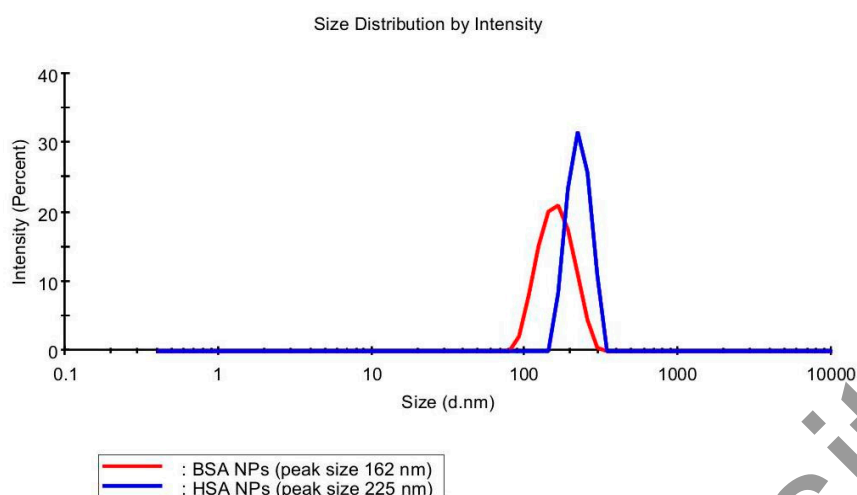 Size Distribution by Intensity
Intensity (Percent)
40
30
20
10
0
0.1 1 10 100 1000 10000
Size (d.nm)
: BSA NPs (peak size 162 nm)
: HSA NPs (peak size 225 nm)